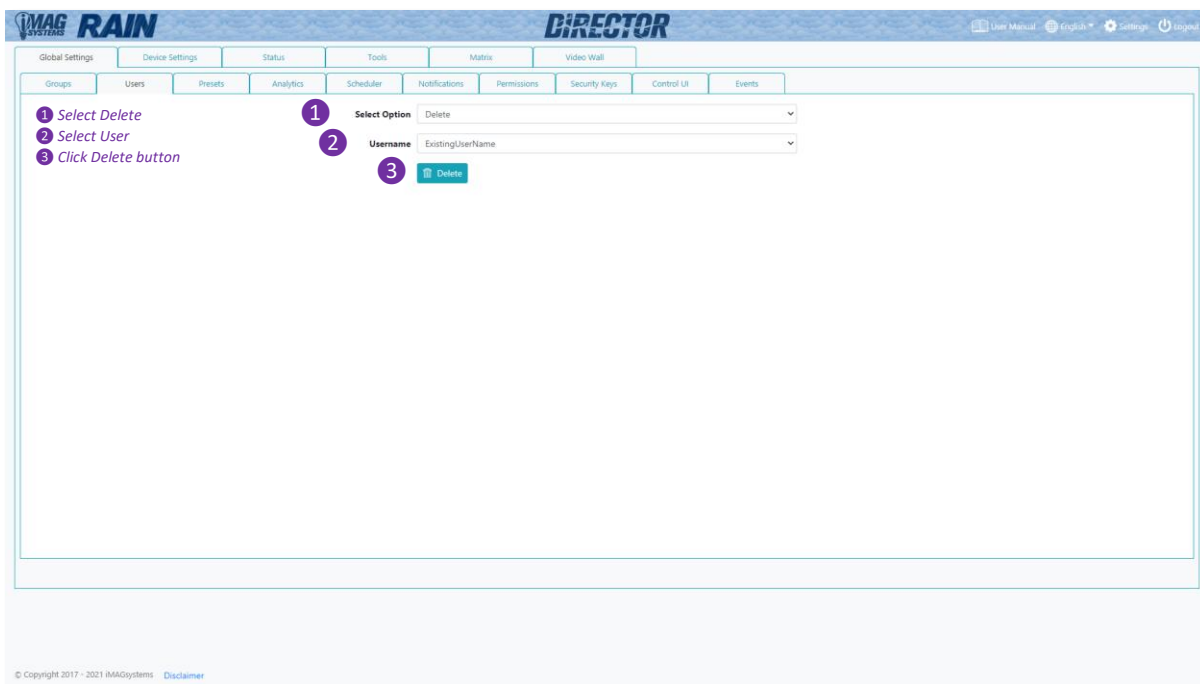 iMAG SYSTEMS RAIN DiRECTOR User Manual English Settings Logout
Global Settings Device Settings Status Tools Matrix Video Wall
Groups Users Presets Analytics Scheduler Notifications Permissions Security Keys Control UI Events
1 Select Delete
2 Select User
3 Click Delete button
1 Select Option Delete
2 Username ExistingUserName
3 Delete
© Copyright 2017 - 2021 iMAGsystems Disclaimer